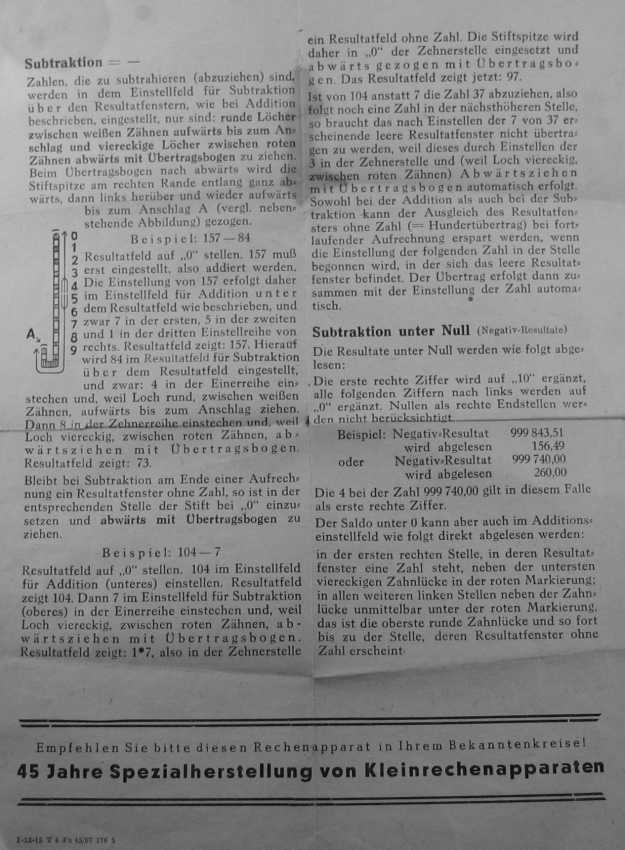 Subtraktion = —
Zahlen, die zu subtrahieren (abzuziehen) sind,
werden in dem Einstellfeld für Subtraktion
über den Resultatfenstern, wie bei Addition
beschrieben, eingestellt, nur sind: runde Löcher
zwischen weißen Zähnen aufwärts bis zum An-
schlag und viereckige Löcher zwischen roten
Zähnen abwärts mit Übertragsbogen zu ziehen.
Beim Übertragsbogen nach abwärts wird die
Stiftspitze am rechten Rande entlang ganz ab-
wärts, dann links herüber und wieder aufwärts
bis zum Anschlag A (vergl. neben-
stehende Abbildung) gezogen.
Beispiel: 157 — 84
Resultatfeld auf „0" stellen. 157 muß
erst eingestellt, also addiert werden.
Die Einstellung von 157 erfolgt daher
im Einstellfeld für Addition unter
dem Resultatfeld wie beschrieben, und
zwar 7 in der ersten, 5 in der zweiten
und 1 in der dritten Einstellreihe von
rechts. Resultatfeld zeigt: 157. Hierauf
wird 84 im Resultatfeld für Subtraktion
über dem Resultatfeld eingestellt,
und zwar: 4 in der Einerreihe ein-
stechen und, weil Loch rund, zwischen weißen
Zähnen, aufwärts bis zum Anschlag ziehen.
Dann 8 in der Zehnerreihe einstechen und, weil
Loch viereckig, zwischen roten Zähnen, ab-
wärtsziehen mit Übertragsbogen.
Resultatfeld zeigt: 73.
Bleibt bei Subtraktion am Ende einer Aufrech-
nung ein Resultatfenster ohne Zahl, so ist in der
entsprechenden Stelle der Stift bei „0" einzu-
setzen und abwärts mit Übertragsbogen zu
ziehen.
Beispiel: 104 — 7
Resultatfeld auf „0" stellen. 104 im Einstellfeld
für Addition (unteres) einstellen. Resultatfeld
zeigt 104. Dann 7 im Einstellfeld für Subtraktion
(oberes) in der Einerreihe einstechen und, weil
Loch viereckig, zwischen roten Zähnen, ab-
wärtsziehen mit Übertragsbogen.
Resultatfeld zeigt: 1•7, also in der Zehnerstelle
0
1
2
3
4
5
6
7
8
9
A
ein Resultatfeld ohne Zahl. Die Stiftspitze wird
daher in „0" der Zehnerstelle eingesetzt und
abwärts gezogen mit Übertragsbo-
gen. Das Resultatfeld zeigt jetzt: 97.
Ist von 104 anstatt 7 die Zahl 37 abzuziehen, also
folgt noch eine Zahl in der nächsthöheren Stelle,
so braucht das nach Einstellen der 7 von 37 er-
scheinende leere Resultatfenster nicht übertra-
gen zu werden, weil dieses durch Einstellen der
3 in der Zehnerstelle und (weil Loch viereckig,
zwischen roten Zähnen) Abwärtsziehen
mit Übertragsbogen automatisch erfolgt.
Sowohl bei der Addition als auch bei der Sub-
traktion kann der Ausgleich des Resultatfen-
sters ohne Zahl (= Hundertübertrag) bei fort-
laufender Aufrechnung erspart werden, wenn
die Einstellung der folgenden Zahl in der Stelle
begonnen wird, in der sich das leere Resultat-
fenster befindet. Der Übertrag erfolgt dann zu-
sammen mit der Einstellung der Zahl automa-
tisch.
Subtraktion unter Null (Negativ-Resultate)
Die Resultate unter Null werden wie folgt abge-
lesen:
Die erste rechte Ziffer wird auf „10" ergänzt,
alle folgenden Ziffern nach links werden auf
„9" ergänzt. Nullen als rechte Endstellen wer-
den nicht berücksichtigt.
Beispiel: Negativ-Resultat 999 843,51
wird abgelesen 156,49
oder Negativ-Resultat 999 740,00
wird abgelesen 260,00
Die 4 bei der Zahl 999 740,00 gilt in diesem Falle
als erste rechte Ziffer.
Der Saldo unter 0 kann aber auch im Additions-
einstellfeld wie folgt direkt abgelesen werden:
in der ersten rechten Stelle, in deren Resultat-
fenster eine Zahl steht, neben der untersten
viereckigen Zahnlücke in der roten Markierung;
in allen weiteren linken Stellen neben der Zahn-
lücke unmittelbar unter der roten Markierung,
das ist die oberste runde Zahnlücke und so fort
bis zu der Stelle, deren Resultatfenster ohne
Zahl erscheint.
Empfehlen Sie bitte diesen Rechenapparat in Ihrem Bekanntenkreise!
45 Jahre Spezialherstellung von Kleinrechenapparaten